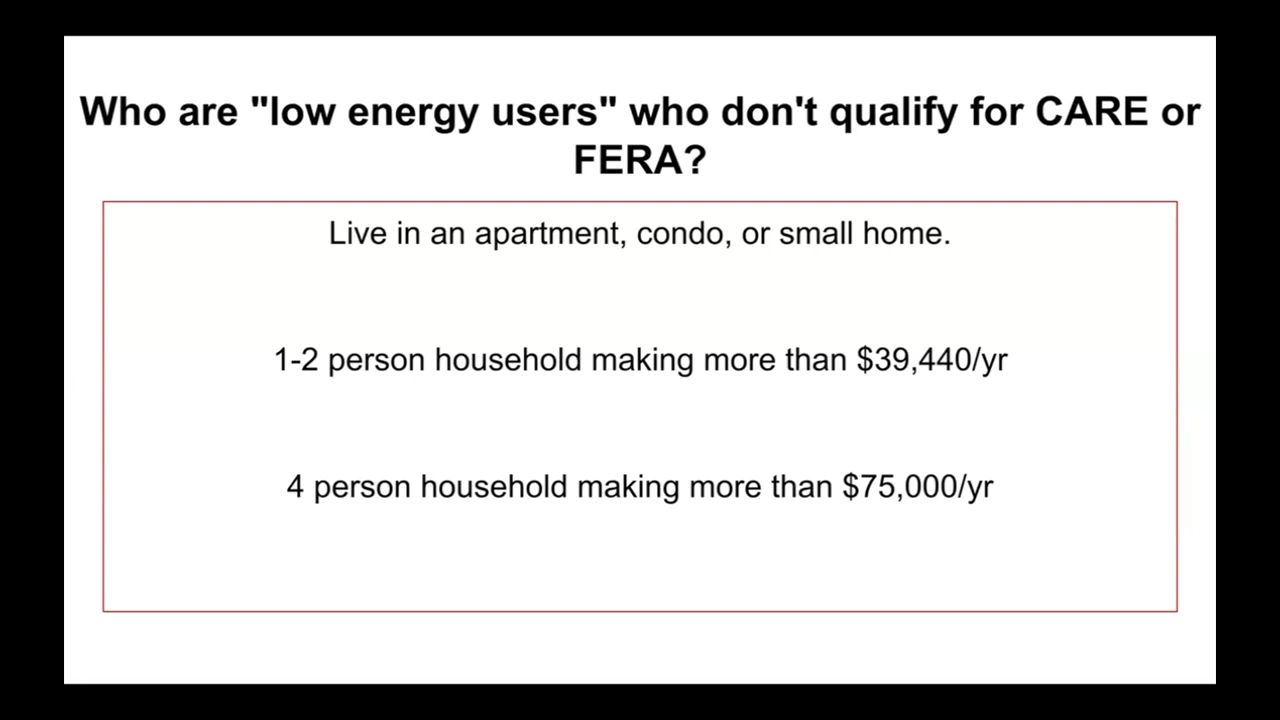 Who are "low energy users" who don't qualify for CARE or
FERA?
Live in an apartment, condo, or small home.
1-2 person household making more than $39,440/yr
4 person household making more than $75,000/yr